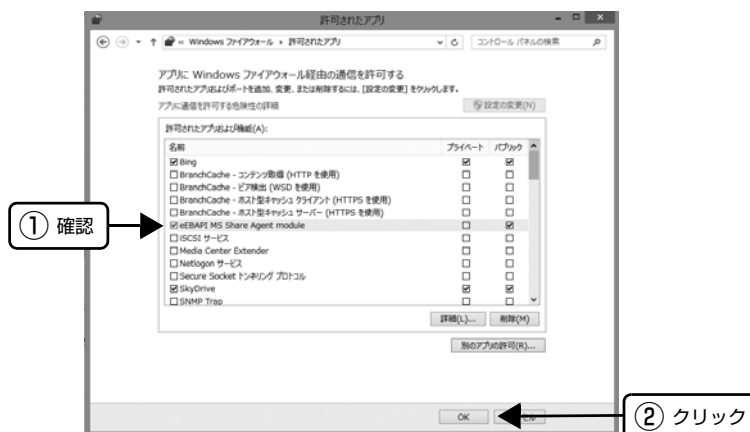 許可されたアプリ
« Windows ファイアウォール › 許可されたアプリ
コントロール パネルの検索
アプリに Windows ファイアウォール経由の通信を許可する
許可されたアプリおよびポートを追加、変更、または削除するには、[設定の変更] をクリックします。
アプリに通信を許可する危険性の詳細
設定の変更(N)
許可されたアプリおよび機能(A):
名前 プライベート パブリック
Bing
BranchCache - コンテンツ取得 (HTTP を使用)
BranchCache - ピア検出 (WSD を使用)
BranchCache - ホスト型キャッシュ クライアント (HTTPS を使用)
BranchCache - ホスト型キャッシュ サーバー (HTTPS を使用)
① 確認
eEBAPI MS Share Agent module
iSCSI サービス
Media Center Extender
Netlogon サービス
Secure Socket トンネリング プロトコル
SkyDrive
SNMP Trap
詳細(L)... 削除(M)
別のアプリの許可(R)...
OK
② クリック